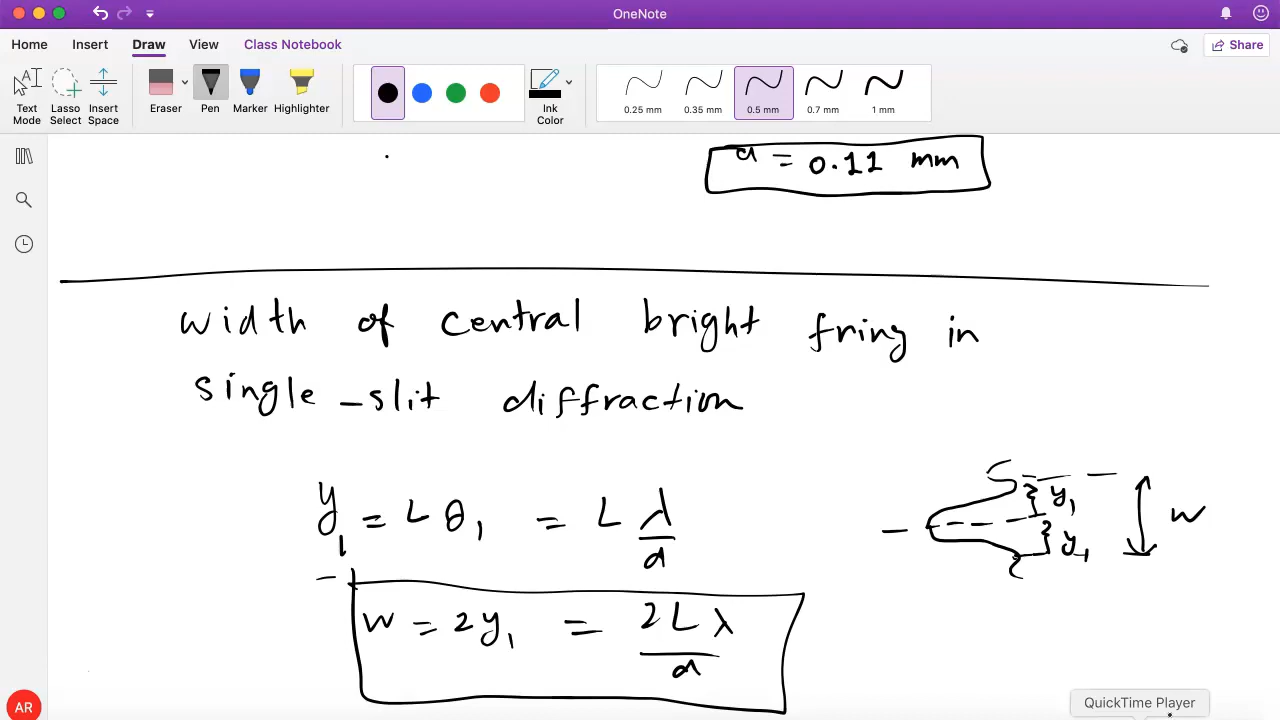 OneNote
Home Insert Draw View Class Notebook Share
Text Mode Lasso Select Insert Space Eraser Pen Marker Highlighter Ink Color 0.25 mm 0.35 mm 0.5 mm 0.7 mm 1 mm
a = 0.11 mm
width of central bright fring in
single-slit diffraction
y₁ = L θ₁ = L λ/a
y₁
y₁
w
w = 2y₁ = 2Lλ/a
AR
QuickTime Player